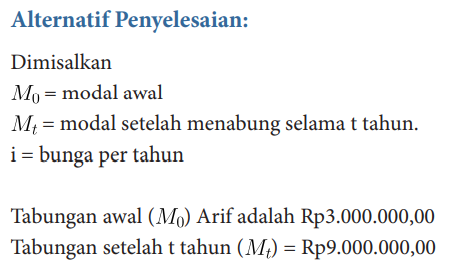 Alternatif Penyelesaian:
Dimisalkan
M₀ = modal awal
Mₜ = modal setelah menabung selama t tahun.
i = bunga per tahun
Tabungan awal (M₀) Arif adalah Rp3.000.000,00
Tabungan setelah t tahun (Mₜ) = Rp9.000.000,00